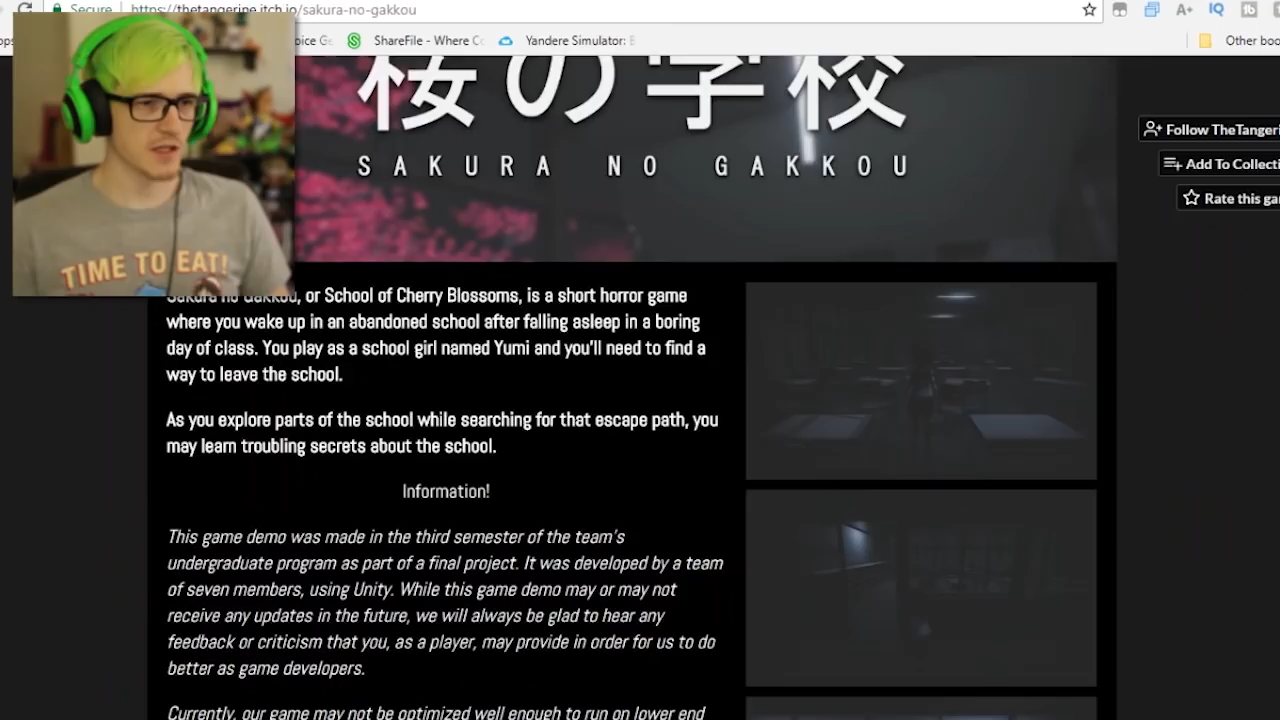 Secure https://thetangerine.itch.io/sakura-no-gakkou
ShareFile - Where Yandere Simulator: Other boo
桜の学校
SAKURA NO GAKKOU
Follow TheTangeri
Add To Collecti
Rate this ga
TIME TO EAT!
Sakura no Gakkou, or School of Cherry Blossoms, is a short horror game
where you wake up in an abandoned school after falling asleep in a boring
day of class. You play as a school girl named Yumi and you'll need to find a
way to leave the school.
As you explore parts of the school while searching for that escape path, you
may learn troubling secrets about the school.
Information!
This game demo was made in the third semester of the team's
undergraduate program as part of a final project. It was developed by a team
of seven members, using Unity. While this game demo may or may not
receive any updates in the future, we will always be glad to hear any
feedback or criticism that you, as a player, may provide in order for us to do
better as game developers.
Currently, our game may not be optimized well enough to run on lower end